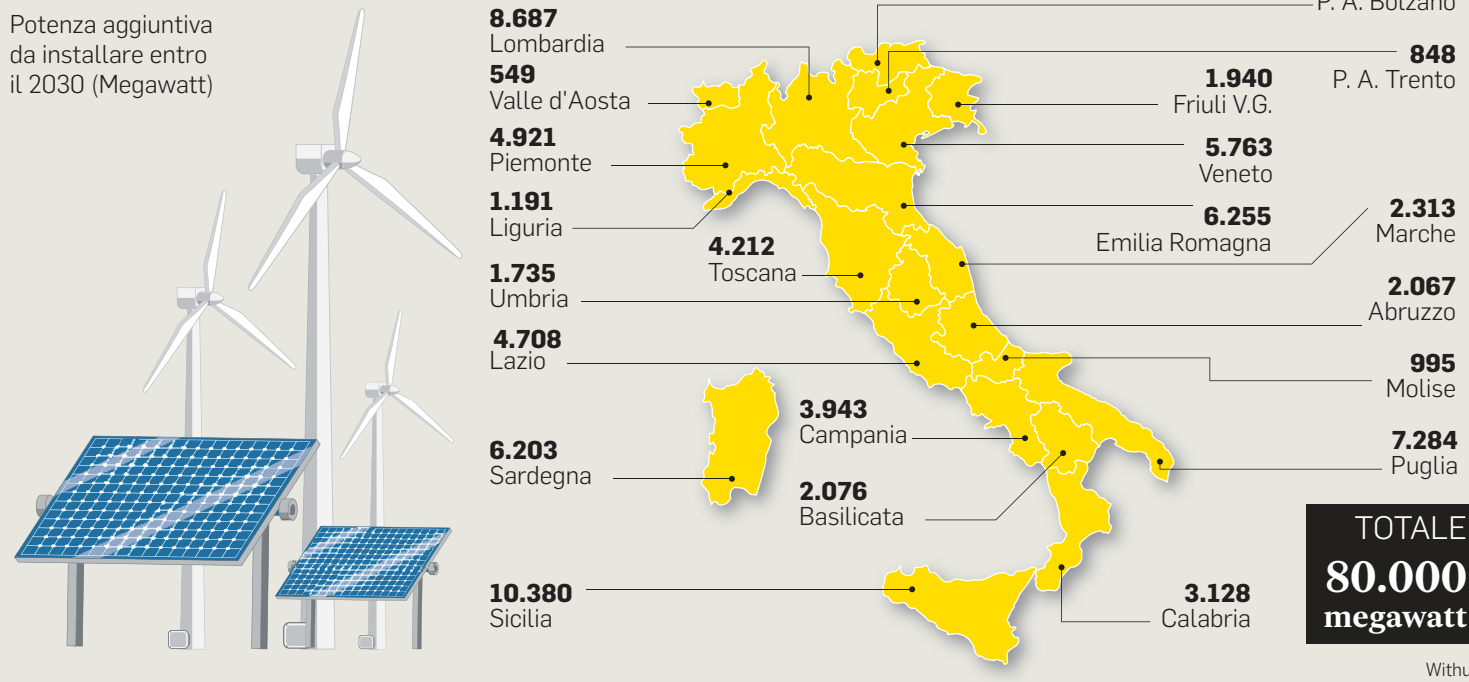 Potenza aggiuntiva
da installare entro
il 2030 (Megawatt)
8.687
Lombardia
549
Valle d'Aosta
4.921
Piemonte
1.191
Liguria
1.735
Umbria
4.708
Lazio
6.203
Sardegna
10.380
Sicilia
4.212
Toscana
3.943
Campania
2.076
Basilicata
P. A. Bolzano
848
P. A. Trento
1.940
Friuli V.G.
5.763
Veneto
6.255
Emilia Romagna
2.313
Marche
2.067
Abruzzo
995
Molise
7.284
Puglia
3.128
Calabria
TOTALE
80.000
megawatt
Withu